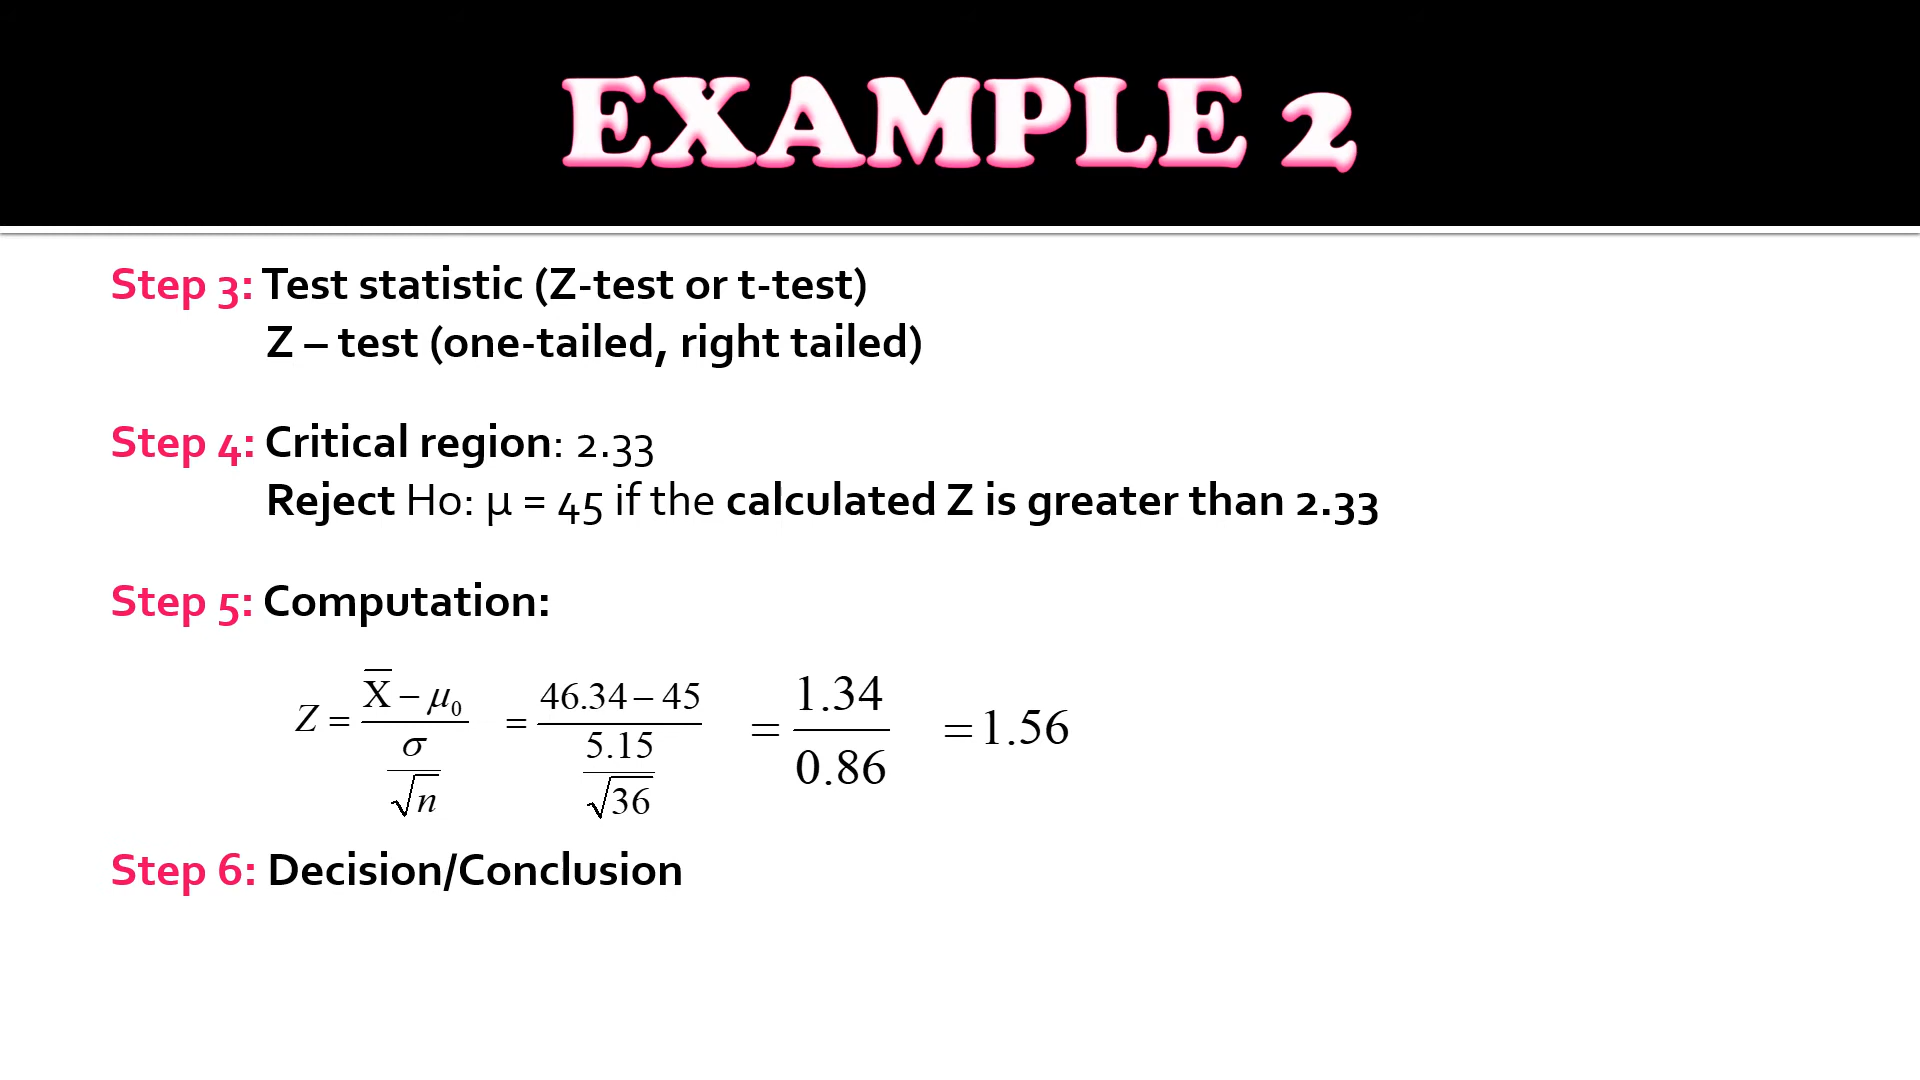 EXAMPLE 2
Step 3: Test statistic (Z-test or t-test)
Z – test (one-tailed, right tailed)
Step 4: Critical region: 2.33
Reject Ho: μ = 45 if the calculated Z is greater than 2.33
Step 5: Computation:
Z = (X̄ − μ₀) / (σ / √n) = (46.34 − 45) / (5.15 / √36) = 1.34 / 0.86 = 1.56
Step 6: Decision/Conclusion